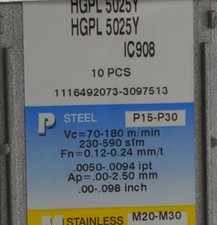 HGPL 5025Y
HGPL 5025Y
IC908
10 PCS
1116492073-3097513
P STEEL P15-P30
Vc=70-180 m/min
230-590 sfm
Fn=0.12-0.24 mm/t
.0050-.0094 ipt
Ap=.00-2.50 mm
.00-.098 inch
STAINLESS M20-M30